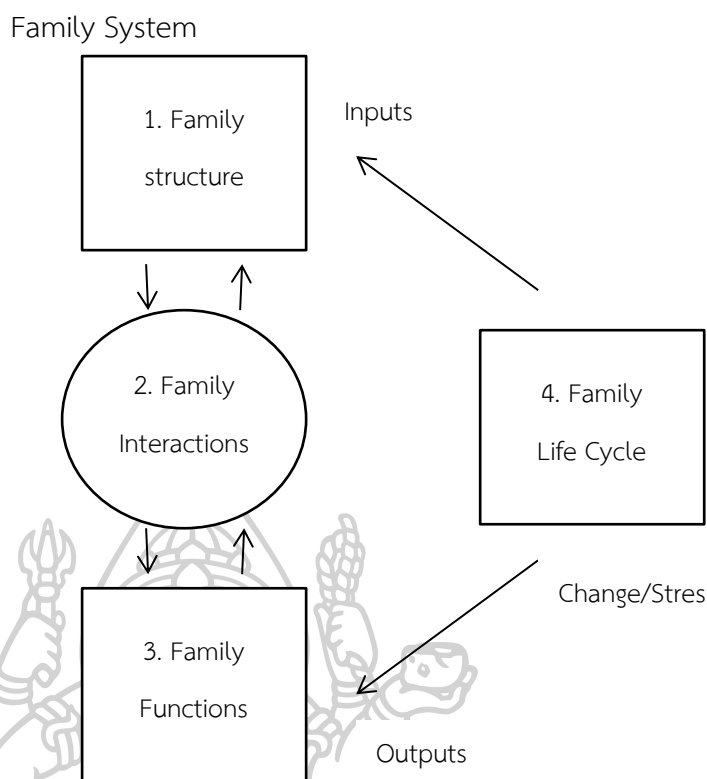 Family System
1. Family
structure
Inputs
2. Family
Interactions
4. Family
Life Cycle
Change/Stres
3. Family
Functions
Outputs